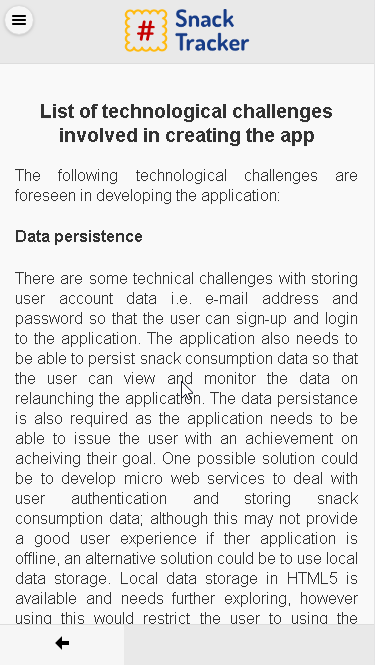 #
Snack
Tracker
List of technological challenges
involved in creating the app
The following technological challenges are
foreseen in developing the application:
Data persistence
There are some technical challenges with storing
user account data i.e. e-mail address and
password so that the user can sign-up and login
to the application. The application also needs to
be able to persist snack consumption data so that
the user can view and monitor the data on
relaunching the application. The data persistance
is also required as the application needs to be
able to issue the user with an achievement on
acheiving their goal. One possible solution could
be to develop micro web services to deal with
user authentication and storing snack
consumption data; although this may not provide
a good user experience if ther application is
offline, an alternative solution could be to use local
data storage. Local data storage in HTML5 is
available and needs further exploring, however
using this would restrict the user to using the